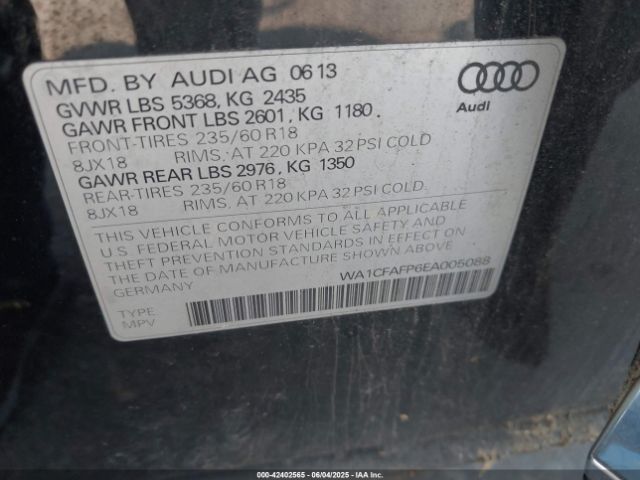 MFD. BY AUDI AG 0613
GVWR LBS 5368, KG 2435
GAWR FRONT LBS 2601, KG 1180.
FRONT-TIRES 235/60 R18
8JX18 RIMS, AT 220 KPA 32 PSI COLD
GAWR REAR LBS 2976, KG 1350
REAR-TIRES 235/60 R18
8JX18 RIMS, AT 220 KPA 32 PSI COLD.
Audi
THIS VEHICLE CONFORMS TO ALL APPLICABLE
U.S. FEDERAL MOTOR VEHICLE SAFETY AND
THEFT PREVENTION STANDARDS IN EFFECT ON
THE DATE OF MANUFACTURE SHOWN ABOVE
GERMANY
WA1CFAFP6EA005088
TYPE
MPV
000-42402565 - 06/04/2025 - IAAI.COM